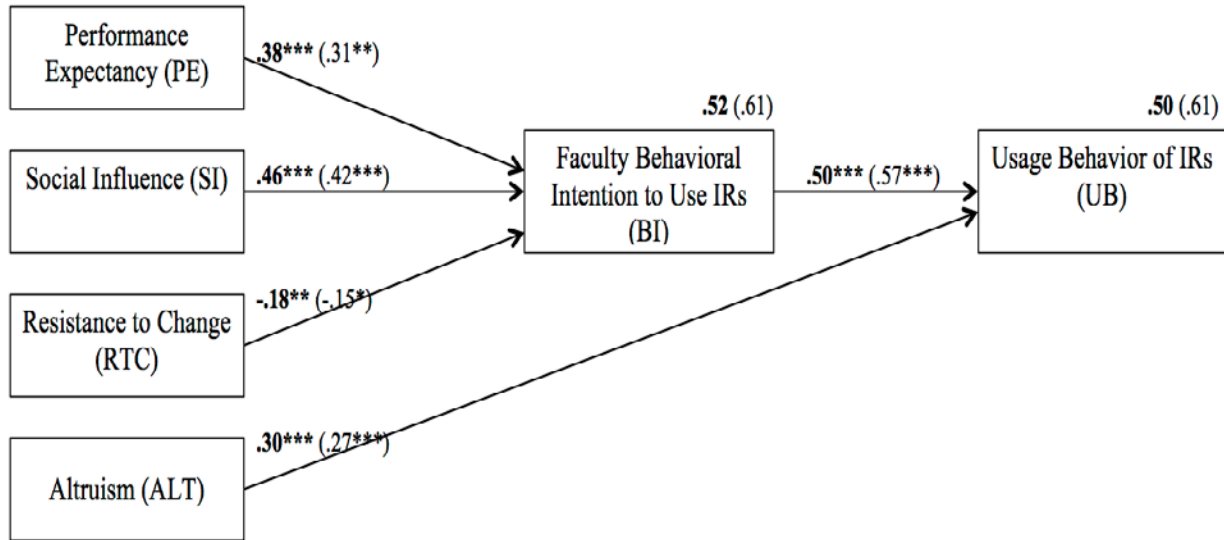 Performance
Expectancy (PE)
.38*** (.31**)
.52 (.61)
.50 (.61)
Social Influence (SI)
.46*** (.42***)
Faculty Behavioral
Intention to Use IRs
(BI)
.50*** (.57***)
Usage Behavior of IRs
(UB)
-.18** (-.15*)
Resistance to Change
(RTC)
.30*** (.27***)
Altruism (ALT)